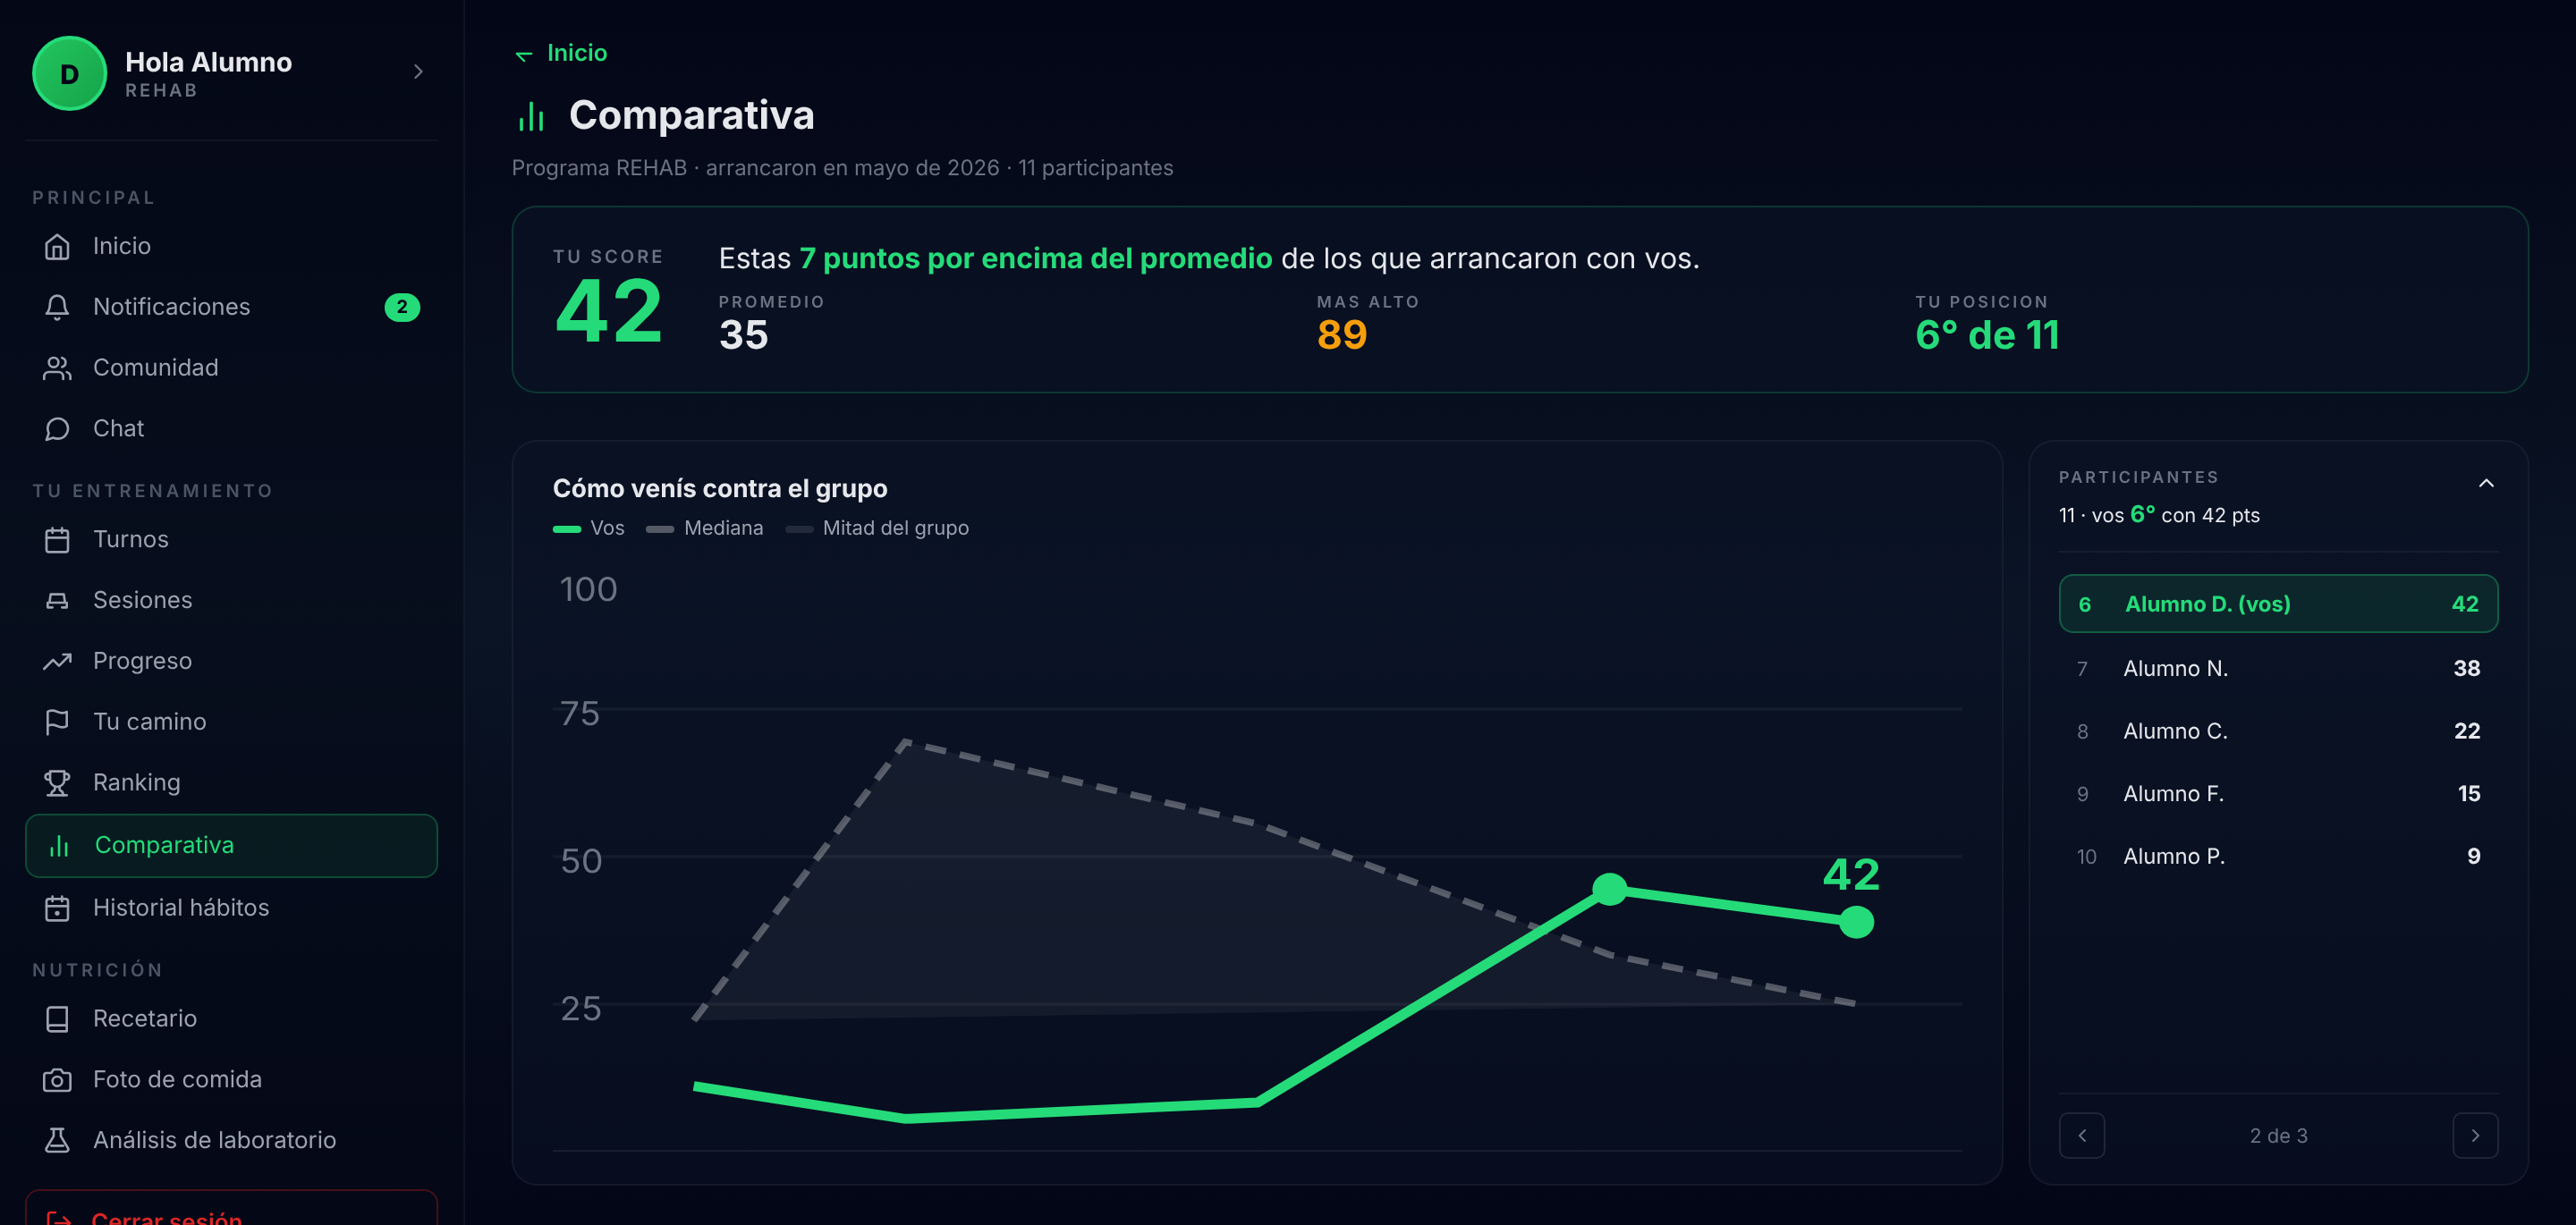 D
Hola Alumno
REHAB
PRINCIPAL
Inicio
Notificaciones 2
Comunidad
Chat
TU ENTRENAMIENTO
Turnos
Sesiones
Progreso
Tu camino
Ranking
Comparativa
Historial hábitos
NUTRICIÓN
Recetario
Foto de comida
Análisis de laboratorio
Cerrar sesión
Inicio
Comparativa
Programa REHAB · arrancaron en mayo de 2026 · 11 participantes
TU SCORE
42
Estas 7 puntos por encima del promedio de los que arrancaron con vos.
PROMEDIO
35
MAS ALTO
89
TU POSICION
6° de 11
Cómo venís contra el grupo
Vos Mediana Mitad del grupo
100
75
50
25
42
PARTICIPANTES
11 · vos 6° con 42 pts
6 Alumno D. (vos) 42
7 Alumno N. 38
8 Alumno C. 22
9 Alumno F. 15
10 Alumno P. 9
2 de 3